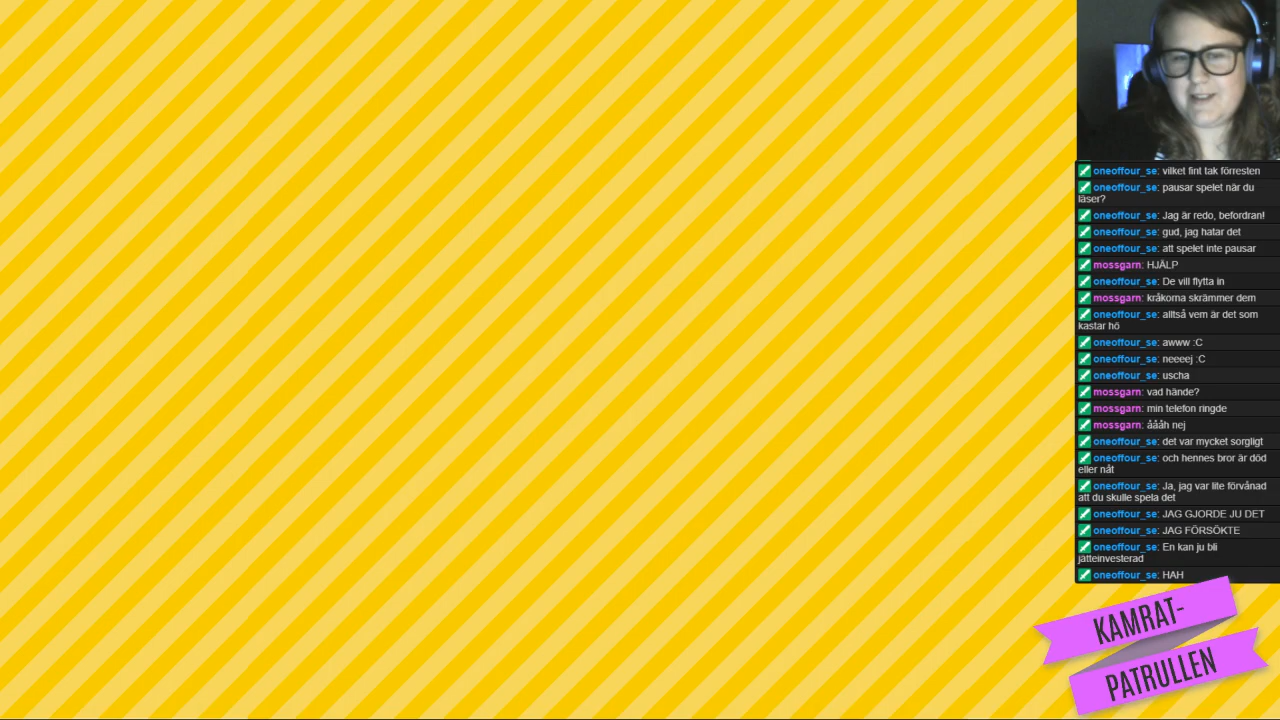 oneoffour_se: vilket fint tak förresten
oneoffour_se: pausar spelet när du
läser?
oneoffour_se: Jag är redo, befordran!
oneoffour_se: gud, jag hatar det
oneoffour_se: att spelet inte pausar
mossgarn: HJÄLP
oneoffour_se: De vill flytta in
mossgarn: kråkorna skrämmer dem
oneoffour_se: alltså vem är det som
kastar hö
oneoffour_se: awww :C
oneoffour_se: neeeej :C
oneoffour_se: uscha
mossgarn: vad hände?
mossgarn: min telefon ringde
mossgarn: åååh nej
oneoffour_se: det var mycket sorgligt
oneoffour_se: och hennes bror är död
eller nåt
oneoffour_se: Ja, jag var lite förvånad
att du skulle spela det
oneoffour_se: JAG GJORDE JU DET
oneoffour_se: JAG FÖRSÖKTE
oneoffour_se: En kan ju bli
jätteinvesterad
oneoffour_se: HAH
KAMRAT-
PATRULLEN